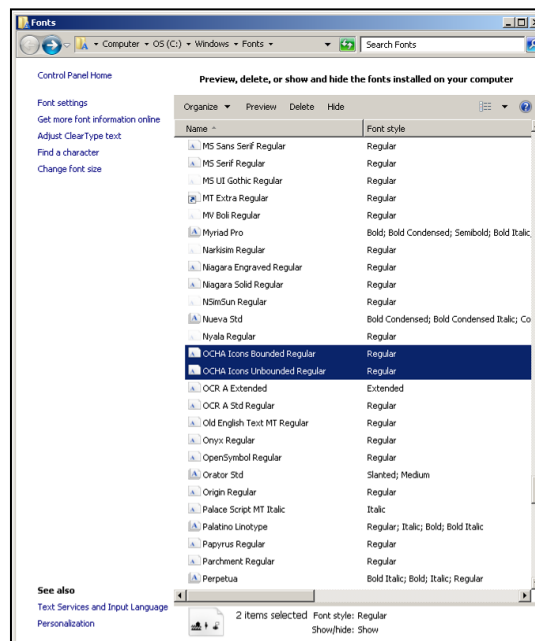 Fonts
Computer OS (C:) Windows Fonts
Search Fonts
Control Panel Home
Font settings
Get more font information online
Adjust ClearType text
Find a character
Change font size
Preview, delete, or show and hide the fonts installed on your computer
Organize Preview Delete Hide
Name Font style
MS Sans Serif Regular Regular
MS Serif Regular Regular
MS UI Gothic Regular Regular
MT Extra Regular Regular
MV Boli Regular Regular
Myriad Pro Bold; Bold Condensed; Semibold; Bold Italic;
Narkisim Regular Regular
Niagara Engraved Regular Regular
Niagara Solid Regular Regular
NSimSun Regular Regular
Nueva Std Bold Condensed; Bold Condensed Italic; Co
Nyala Regular Regular
OCHA Icons Bounded Regular Regular
OCHA Icons Unbounded Regular Regular
OCR A Extended Extended
OCR A Std Regular Regular
Old English Text MT Regular Regular
Onyx Regular Regular
OpenSymbol Regular Regular
Orator Std Slanted; Medium
Origin Regular Regular
Palace Script MT Italic Italic
Palatino Linotype Regular; Italic; Bold; Bold Italic
Papyrus Regular Regular
Parchment Regular Regular
Perpetua Bold Italic; Bold; Italic; Regular
See also
Text Services and Input Language
Personalization
2 items selected Font style: Regular
Show/hide: Show